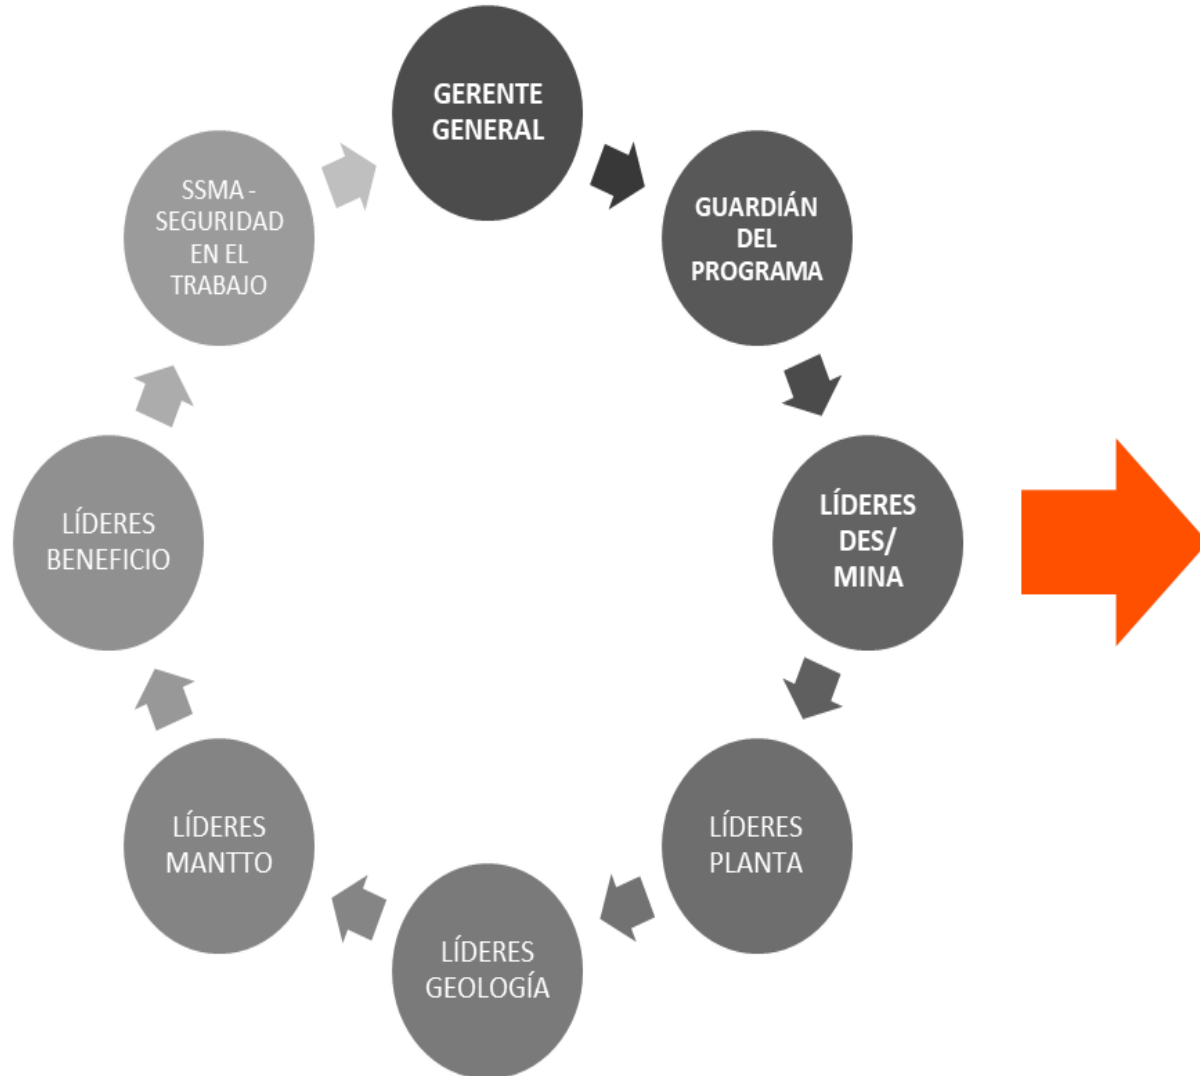 GERENTE
GENERAL
GUARDIÁN
DEL
PROGRAMA
LÍDERES
DES/
MINA
LÍDERES
PLANTA
LÍDERES
GEOLOGÍA
LÍDERES
MANTTO
LÍDERES
BENEFICIO
SSMA -
SEGURIDAD
EN EL
TRABAJO